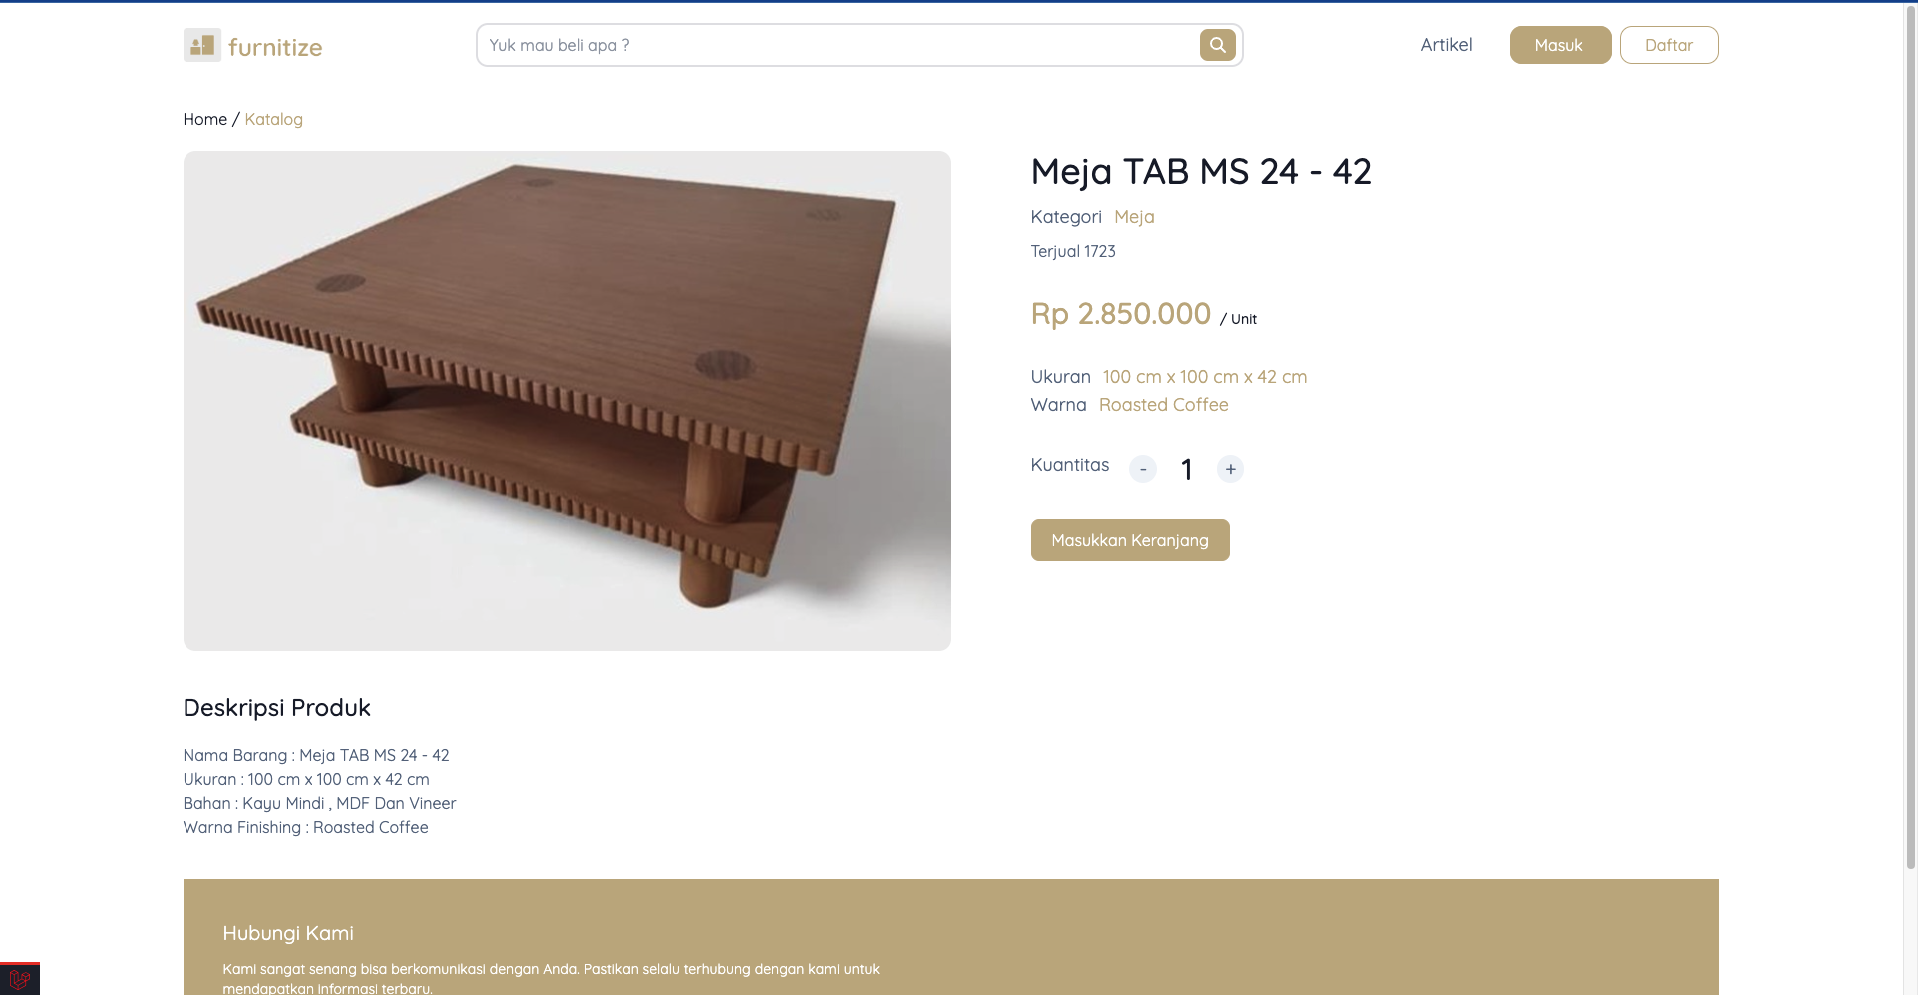 furnitize
Yuk mau beli apa ?
Artikel
Masuk
Daftar
Home / Katalog
Meja TAB MS 24 - 42
Kategori Meja
Terjual 1723
Rp 2.850.000 / Unit
Ukuran 100 cm x 100 cm x 42 cm
Warna Roasted Coffee
Kuantitas - 1 +
Masukkan Keranjang
Deskripsi Produk
Nama Barang : Meja TAB MS 24 - 42
Ukuran : 100 cm x 100 cm x 42 cm
Bahan : Kayu Mindi , MDF Dan Vineer
Warna Finishing : Roasted Coffee
Hubungi Kami
Kami sangat senang bisa berkomunikasi dengan Anda. Pastikan selalu terhubung dengan kami untuk
mendapatkan informasi terbaru.